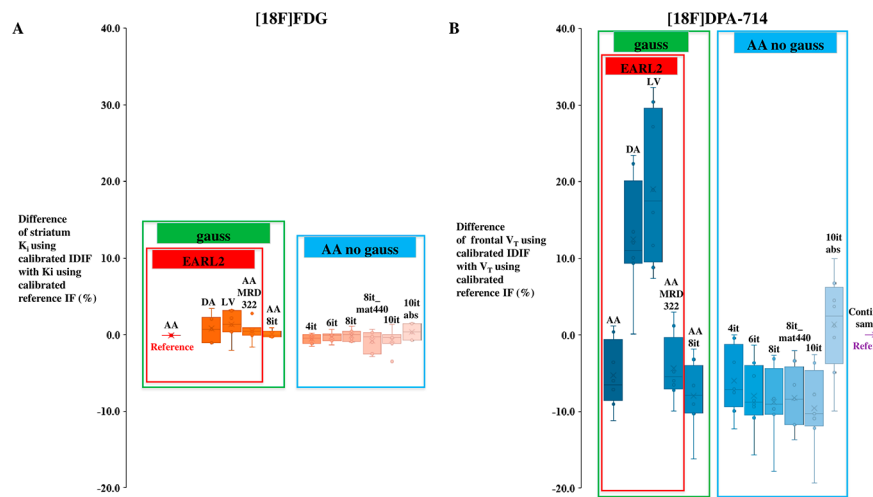 [18F]FDG
A
40.0
30.0
20.0
10.0
0.0
-10.0
-20.0
Difference
of striatum
Ki using
calibrated IDIF
with Ki using
calibrated
reference IF (%)
gauss
EARL2
AA
Reference
DA
LV
AA
MRD
322
AA
8it
AA no gauss
4it
6it
8it
8it_
mat440
10it
10it
abs
[18F]DPA-714
B
40.0
30.0
20.0
10.0
0.0
-10.0
-20.0
Difference
of frontal VT using
calibrated IDIF
with VT using
calibrated
reference IF (%)
gauss
EARL2
AA
DA
LV
AA
MRD
322
AA
8it
AA no gauss
4it
6it
8it
8it_
mat440
10it
10it
abs
Conti
sam
Refe